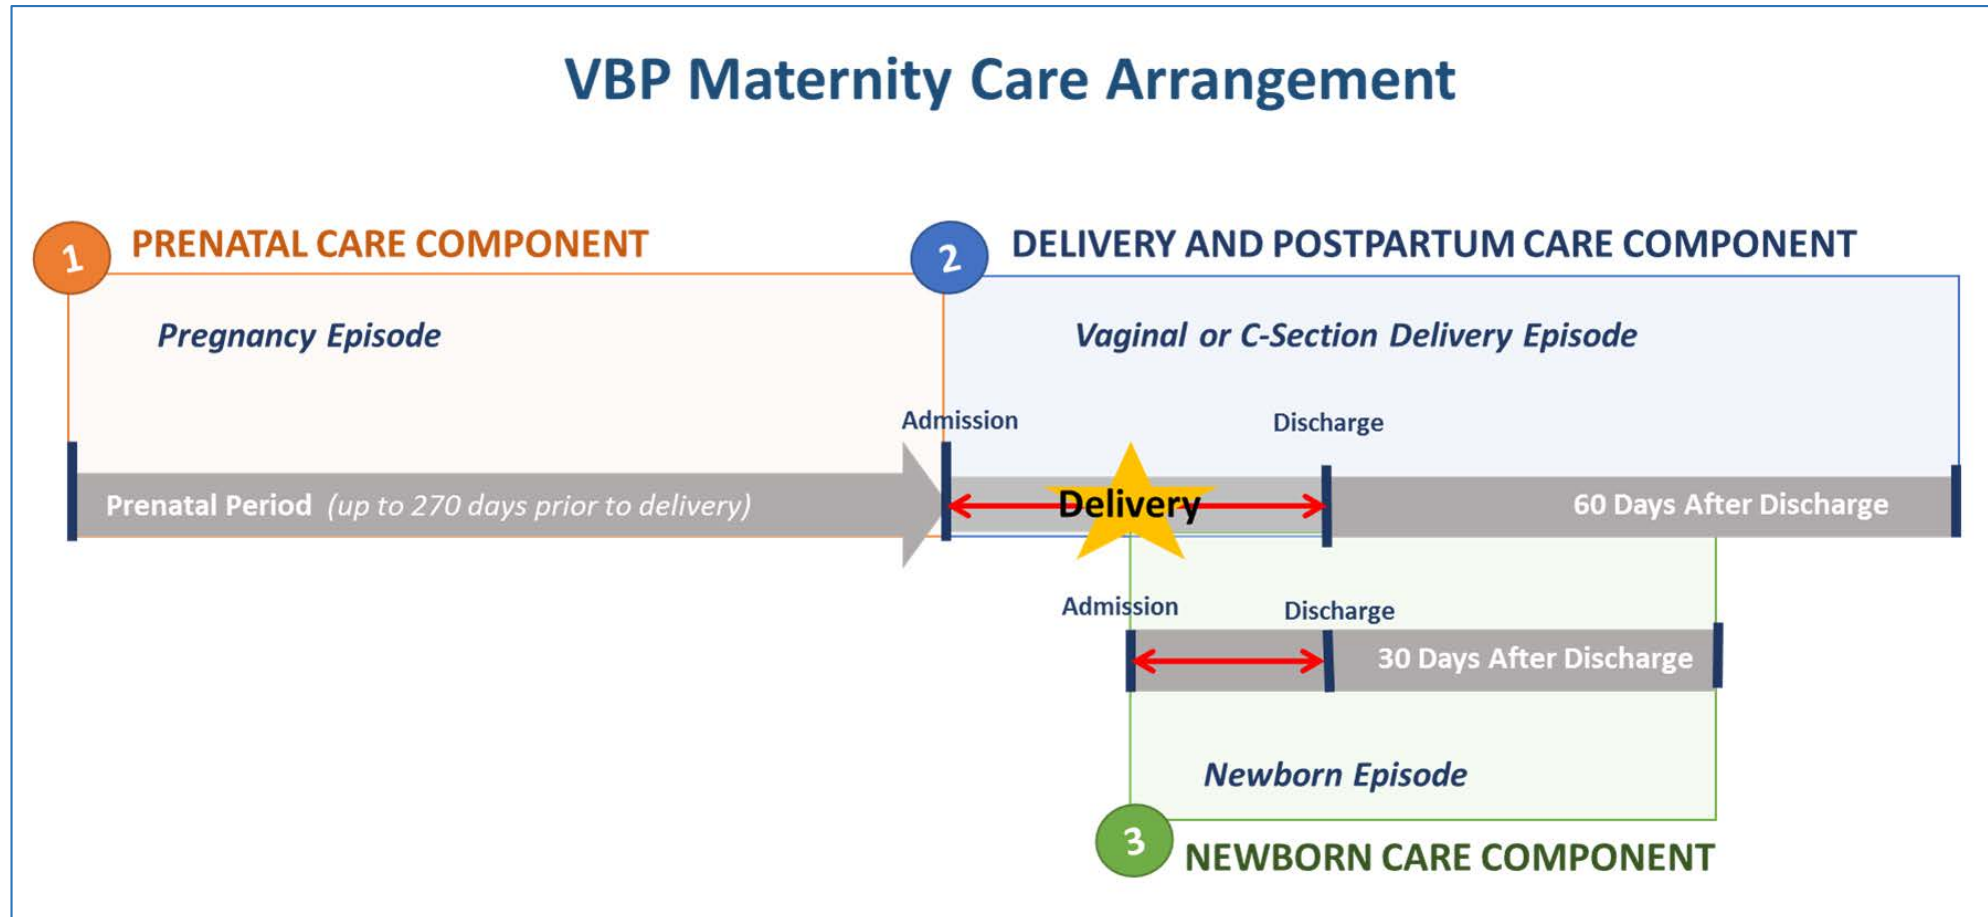 VBP Maternity Care Arrangement
1 PRENATAL CARE COMPONENT
Pregnancy Episode
2 DELIVERY AND POSTPARTUM CARE COMPONENT
Vaginal or C-Section Delivery Episode
Admission
Discharge
Prenatal Period (up to 270 days prior to delivery)
Delivery
60 Days After Discharge
Admission
Discharge
30 Days After Discharge
Newborn Episode
3 NEWBORN CARE COMPONENT